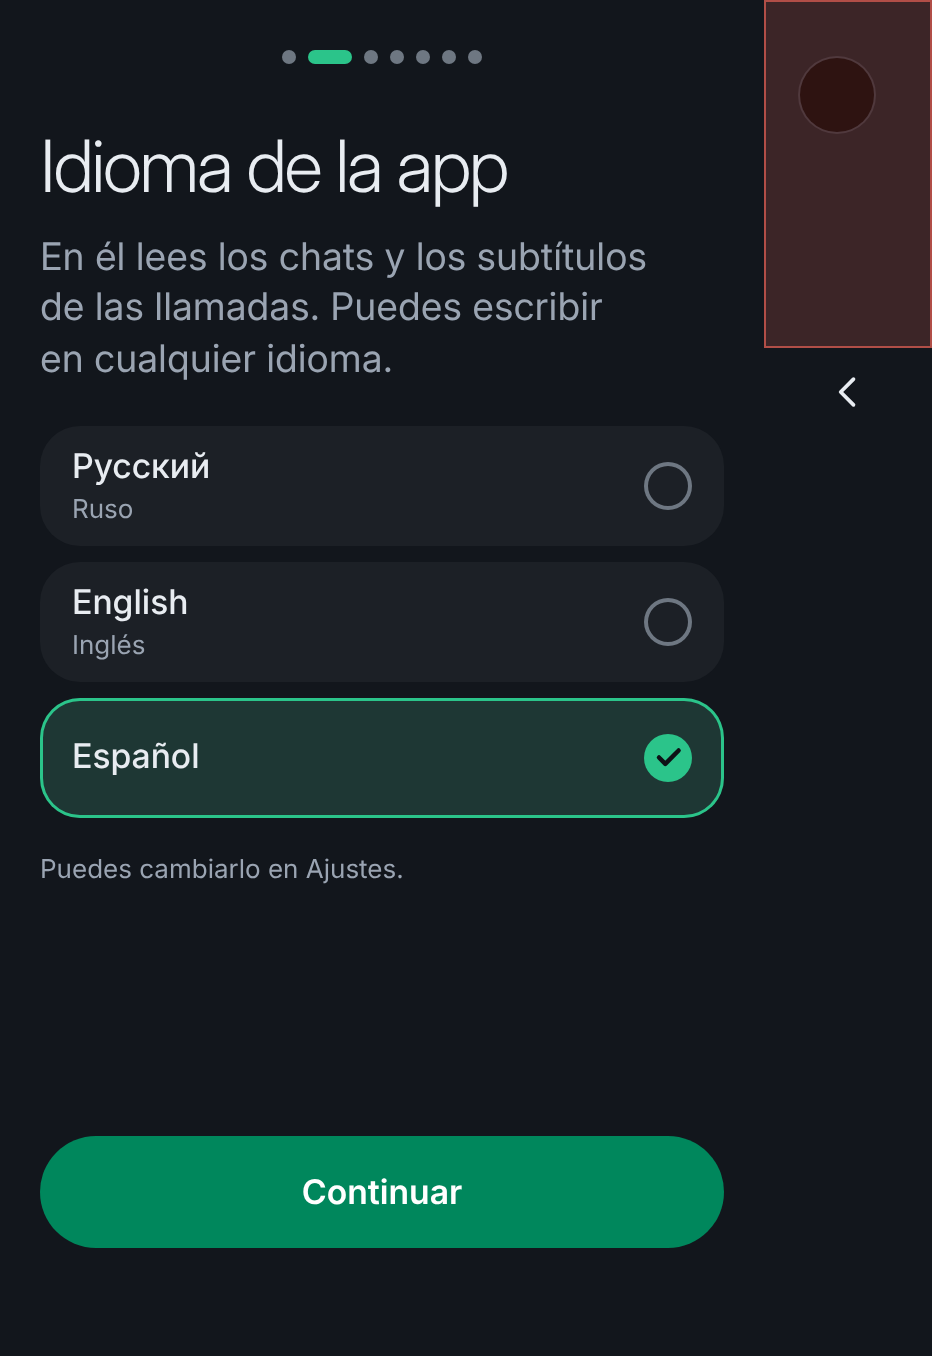 Idioma de la app
En él lees los chats y los subtítulos
de las llamadas. Puedes escribir
en cualquier idioma.
Русский
Ruso
English
Inglés
Español
Puedes cambiarlo en Ajustes.
Continuar